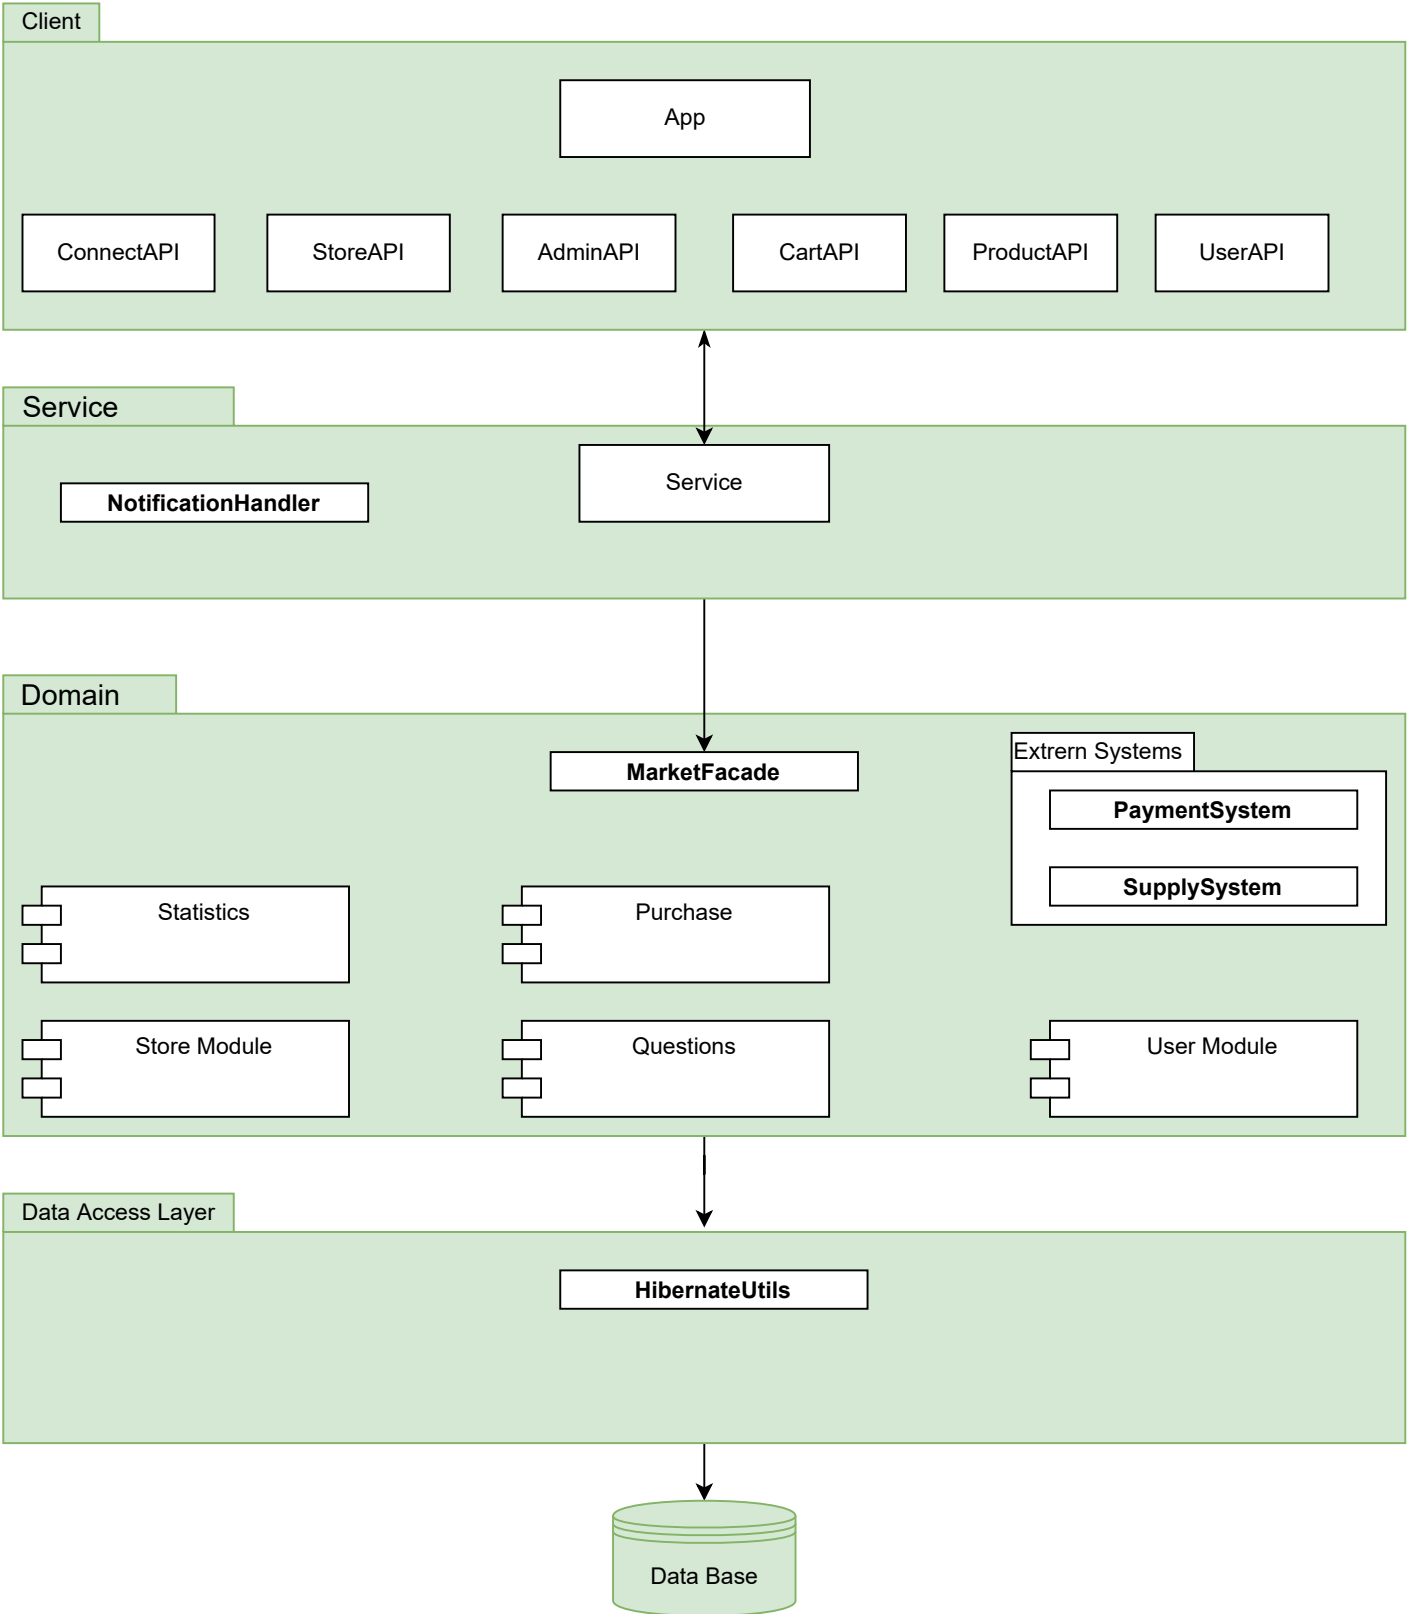 Client
App
ConnectAPI
StoreAPI
AdminAPI
CartAPI
ProductAPI
UserAPI
Service
NotificationHandler
Service
Domain
MarketFacade
Extrern Systems
PaymentSystem
SupplySystem
Statistics
Purchase
Store Module
Questions
User Module
Data Access Layer
HibernateUtils
Data Base